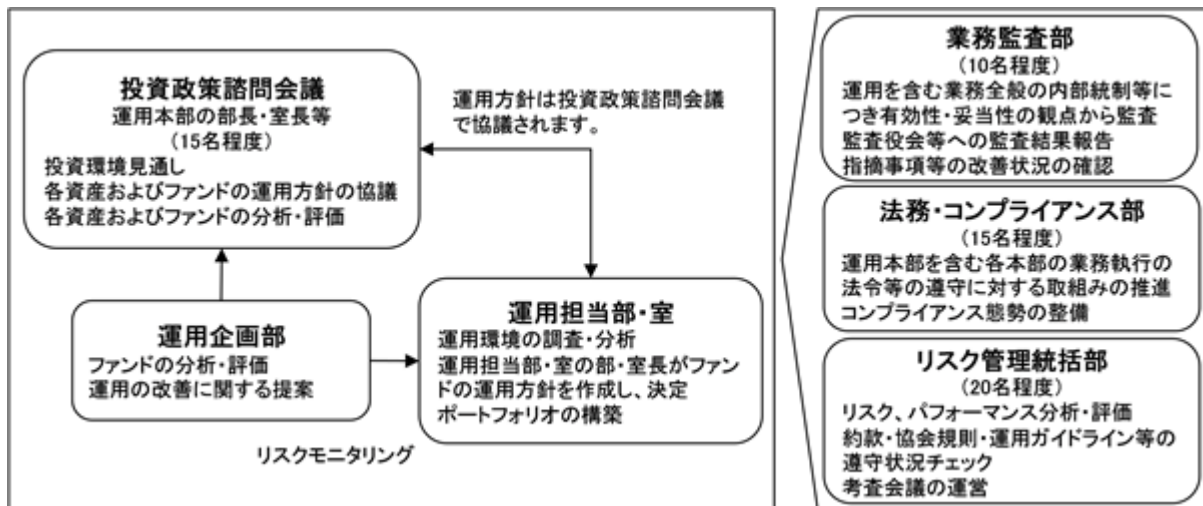 投資政策諮問会議
運用本部の部長・室長等
(15名程度)
投資環境見通し
各資産およびファンドの運用方針の協議
各資産およびファンドの分析・評価
運用方針は投資政策諮問会議
で協議されます。
運用企画部
ファンドの分析・評価
運用の改善に関する提案
運用担当部・室
運用環境の調査・分析
運用担当部・室の部・室長がファン
ドの運用方針を作成し、決定
ポートフォリオの構築
リスクモニタリング
業務監査部
(10名程度)
運用を含む業務全般の内部統制等に
つき有効性・妥当性の観点から監査
監査役会等への監査結果報告
指摘事項等の改善状況の確認
法務・コンプライアンス部
(15名程度)
運用本部を含む各本部の業務執行の
法令等の遵守に対する取組みの推進
コンプライアンス態勢の整備
リスク管理統括部
(20名程度)
リスク、パフォーマンス分析・評価
約款・協会規則・運用ガイドライン等の
遵守状況チェック
考査会議の運営